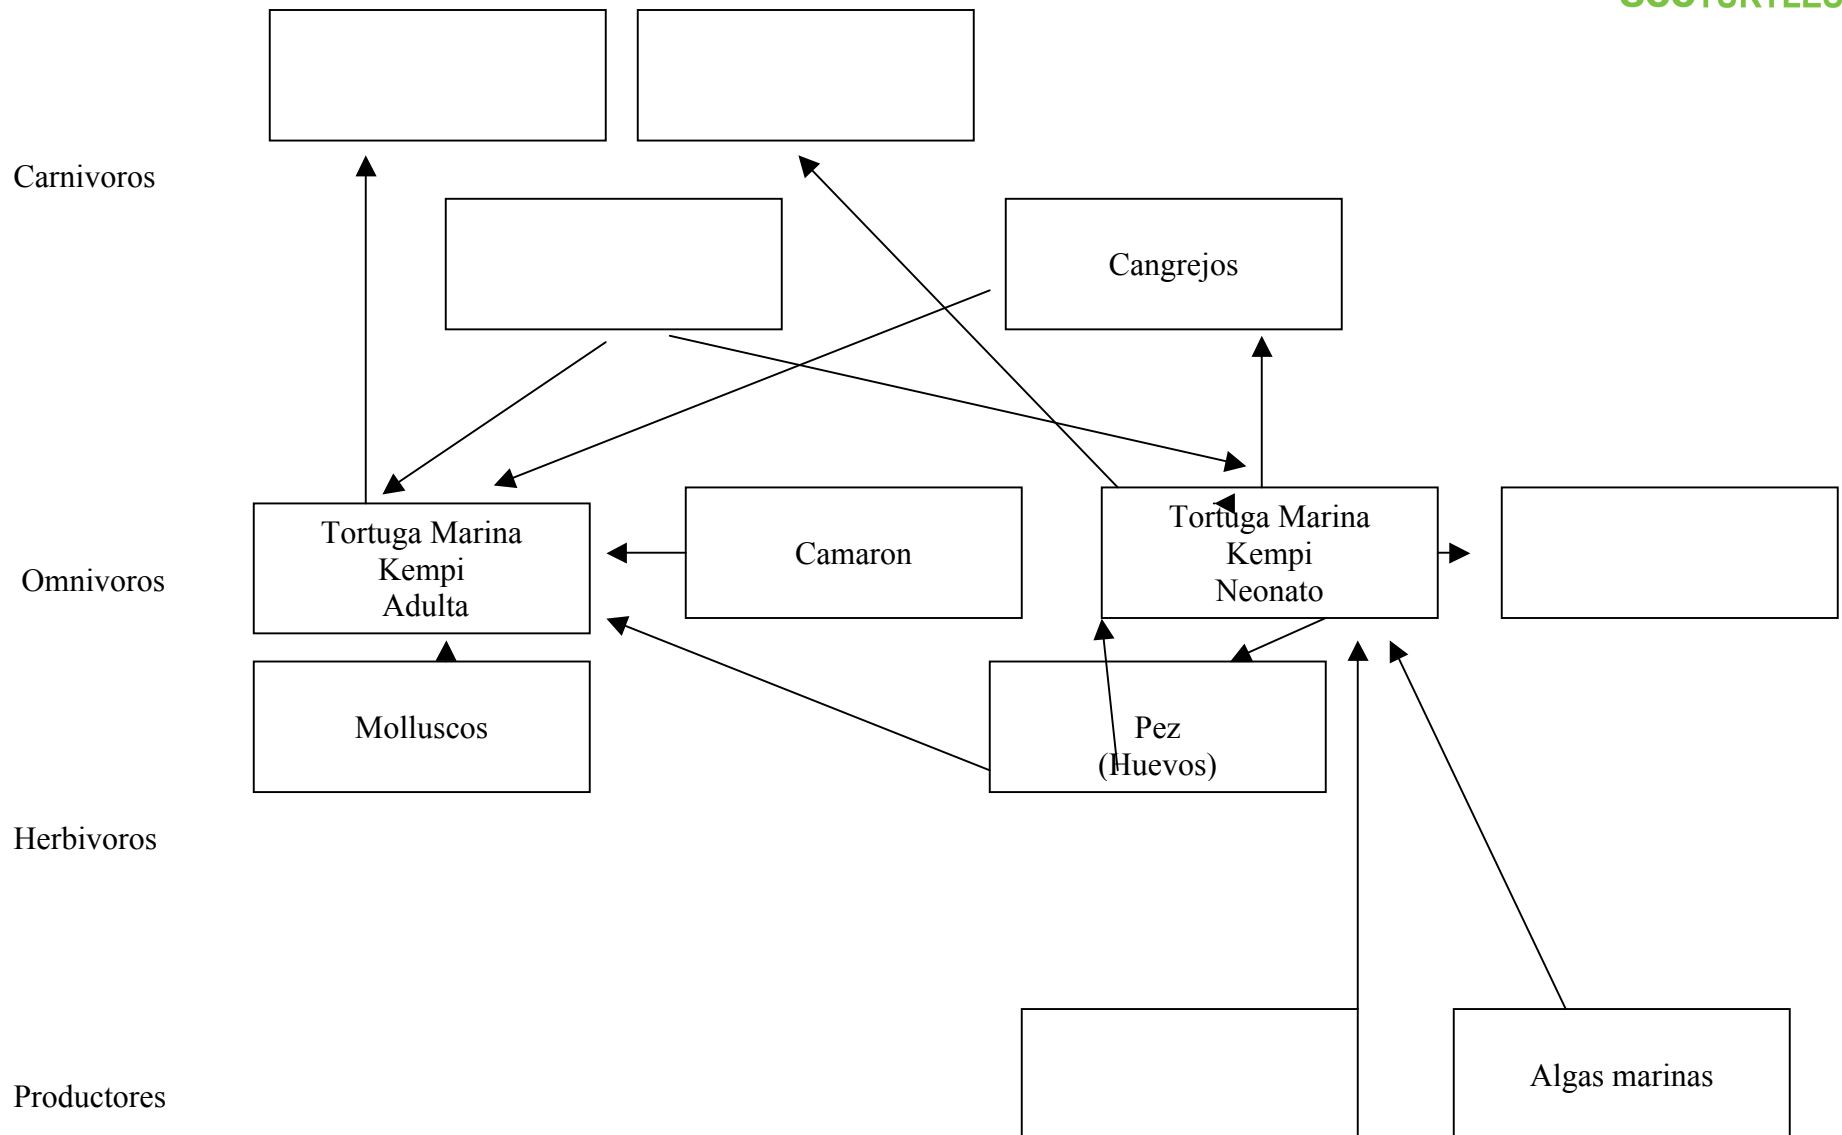 Carnivoros
Cangrejos
Tortuga Marina
Kempi
Adulta
Camaron
Tortuga Marina
Kempi
Neonato
Omnivoros
Molluscos
Pez
(Huevos)
Herbivoros
Algas marinas
Productores